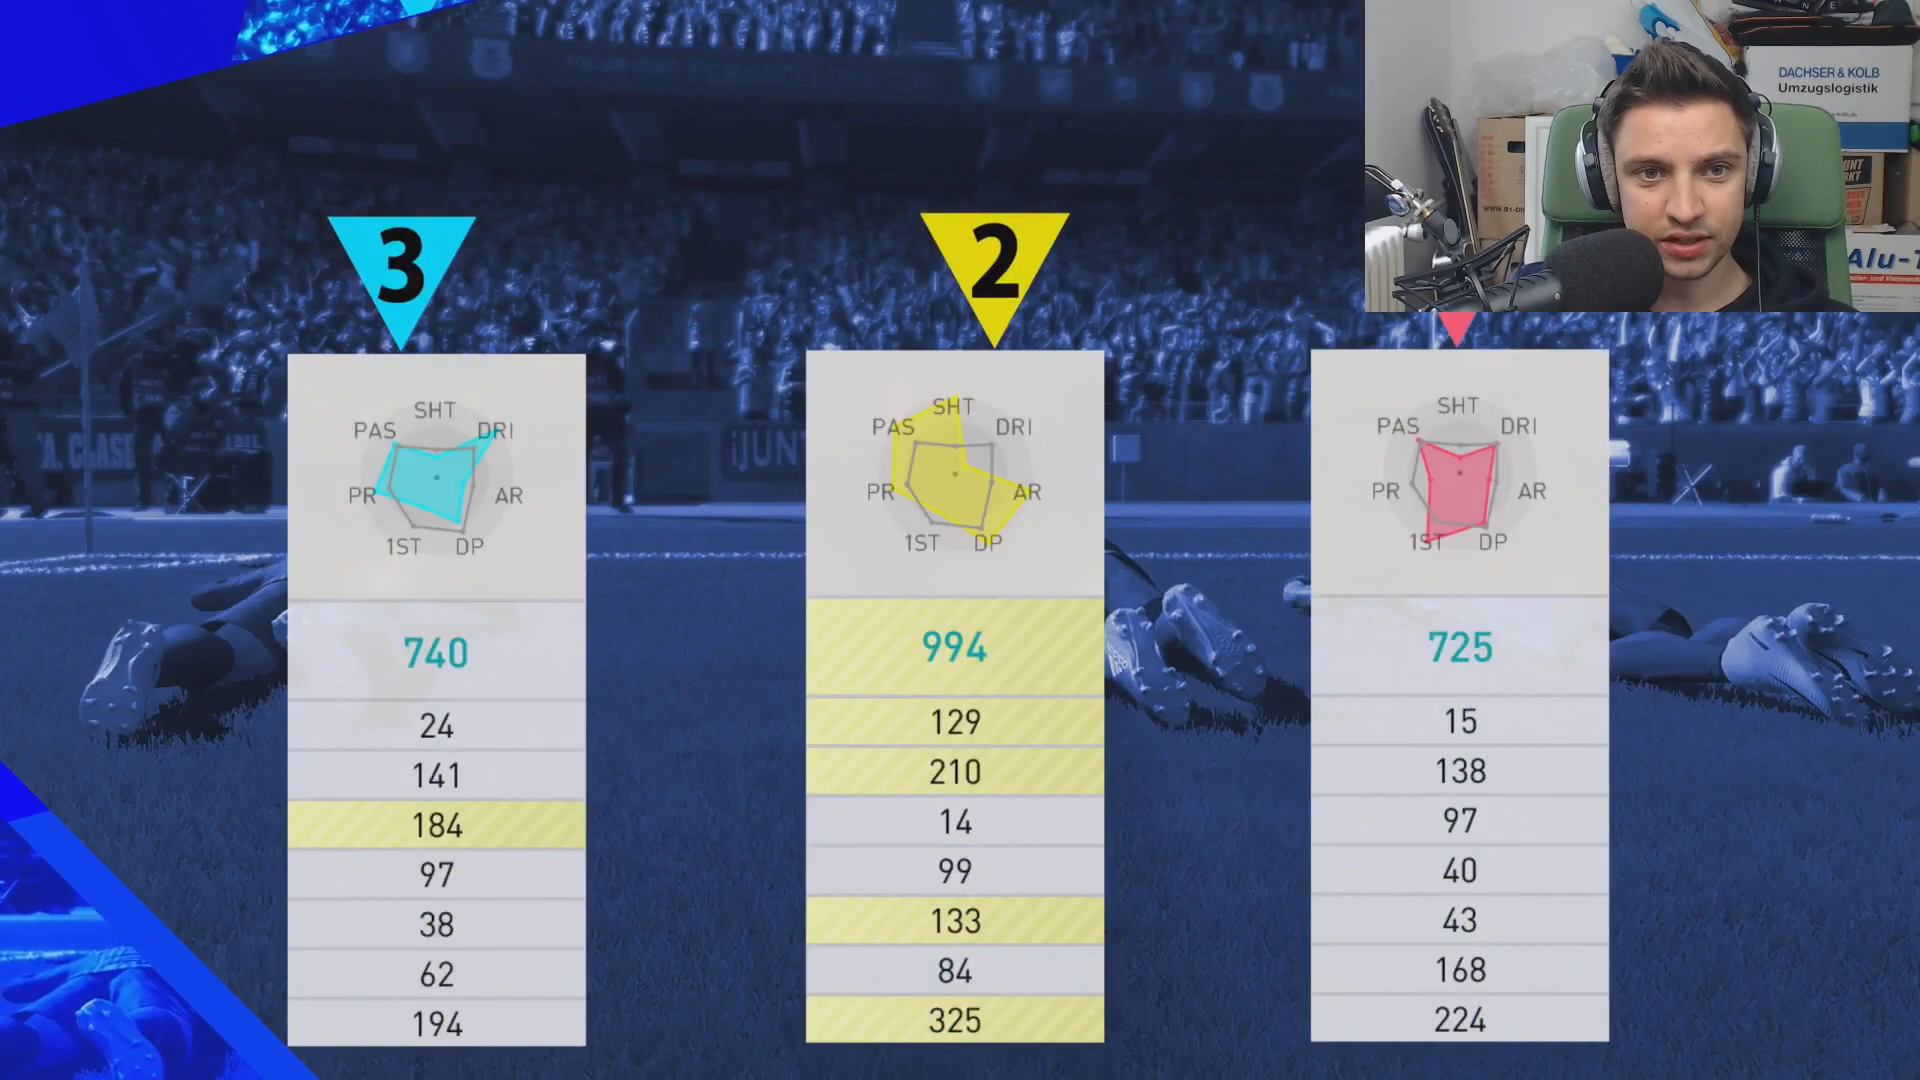 DACHSER & KOLB
Umzugslogistik
3
2
SHT
PAS
DRI
PR
AR
1ST
DP
SHT
PAS
DRI
PR
AR
1ST
DP
SHT
PAS
DRI
PR
AR
1ST
DP
740
994
725
24
129
15
141
210
138
184
14
97
97
99
40
38
133
43
62
84
168
194
325
224
iJUN
Alu-T